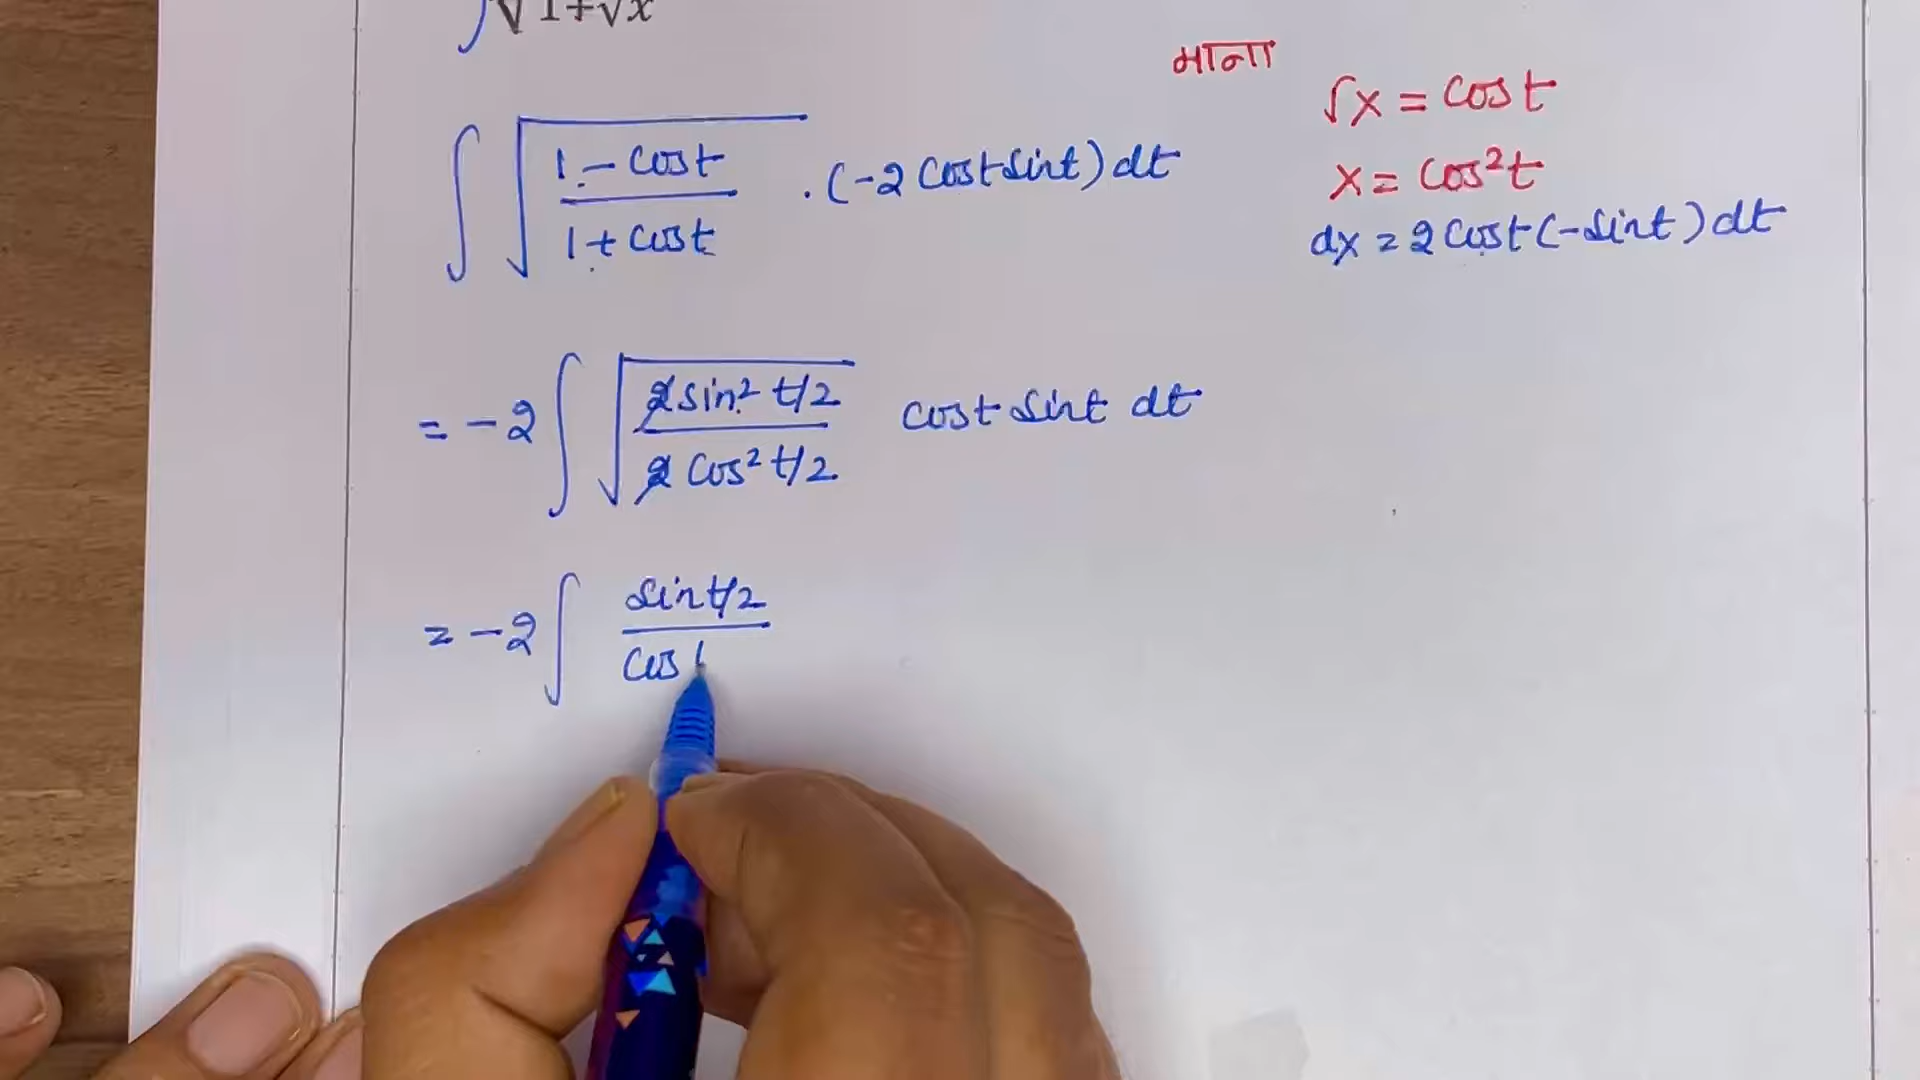 ∫√ 1+√x
माना
√x = cos t
∫ √(1 - cos t / 1 + cos t) . (-2 cos t sin t) dt
x = cos²t
dx = 2 cos t (-sin t) dt
= -2 ∫ √(2 sin² t/2 / 2 cos² t/2) cos t sin t dt
= -2 ∫ sin t/2 / cos